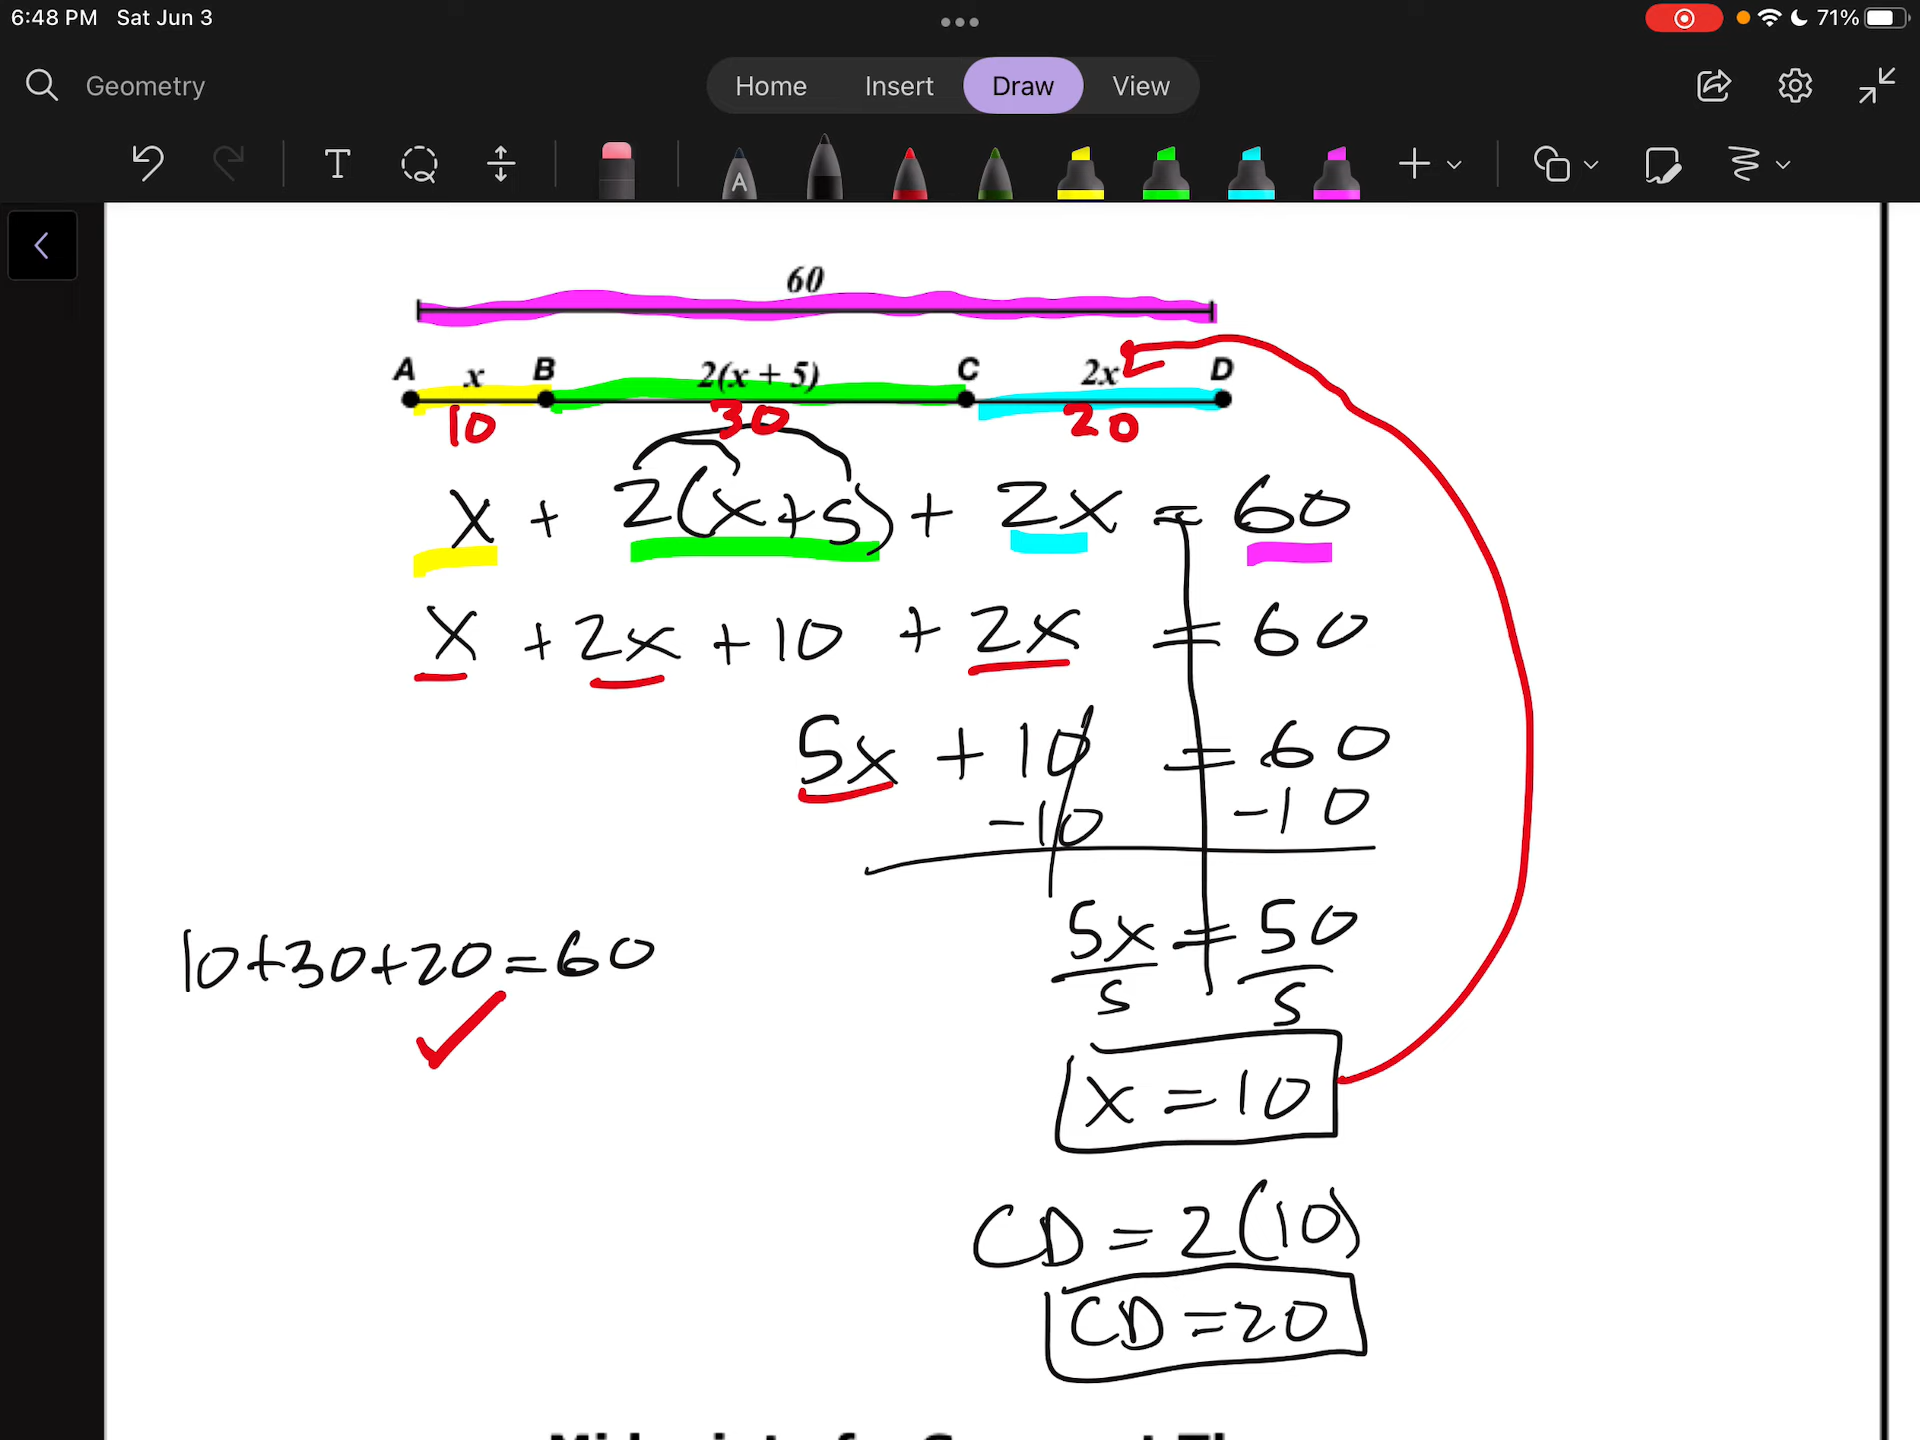 6:48 PM Sat Jun 3
71%
Geometry
Home Insert Draw View
T
A
60
A x B 2(x + 5) C 2x D
10 30 20
x + 2(x+5) + 2x = 60
x + 2x + 10 + 2x = 60
5x + 10 = 60
-10 -10
5x = 50
5 5
10+30+20=60
x = 10
CD = 2(10)
CD = 20